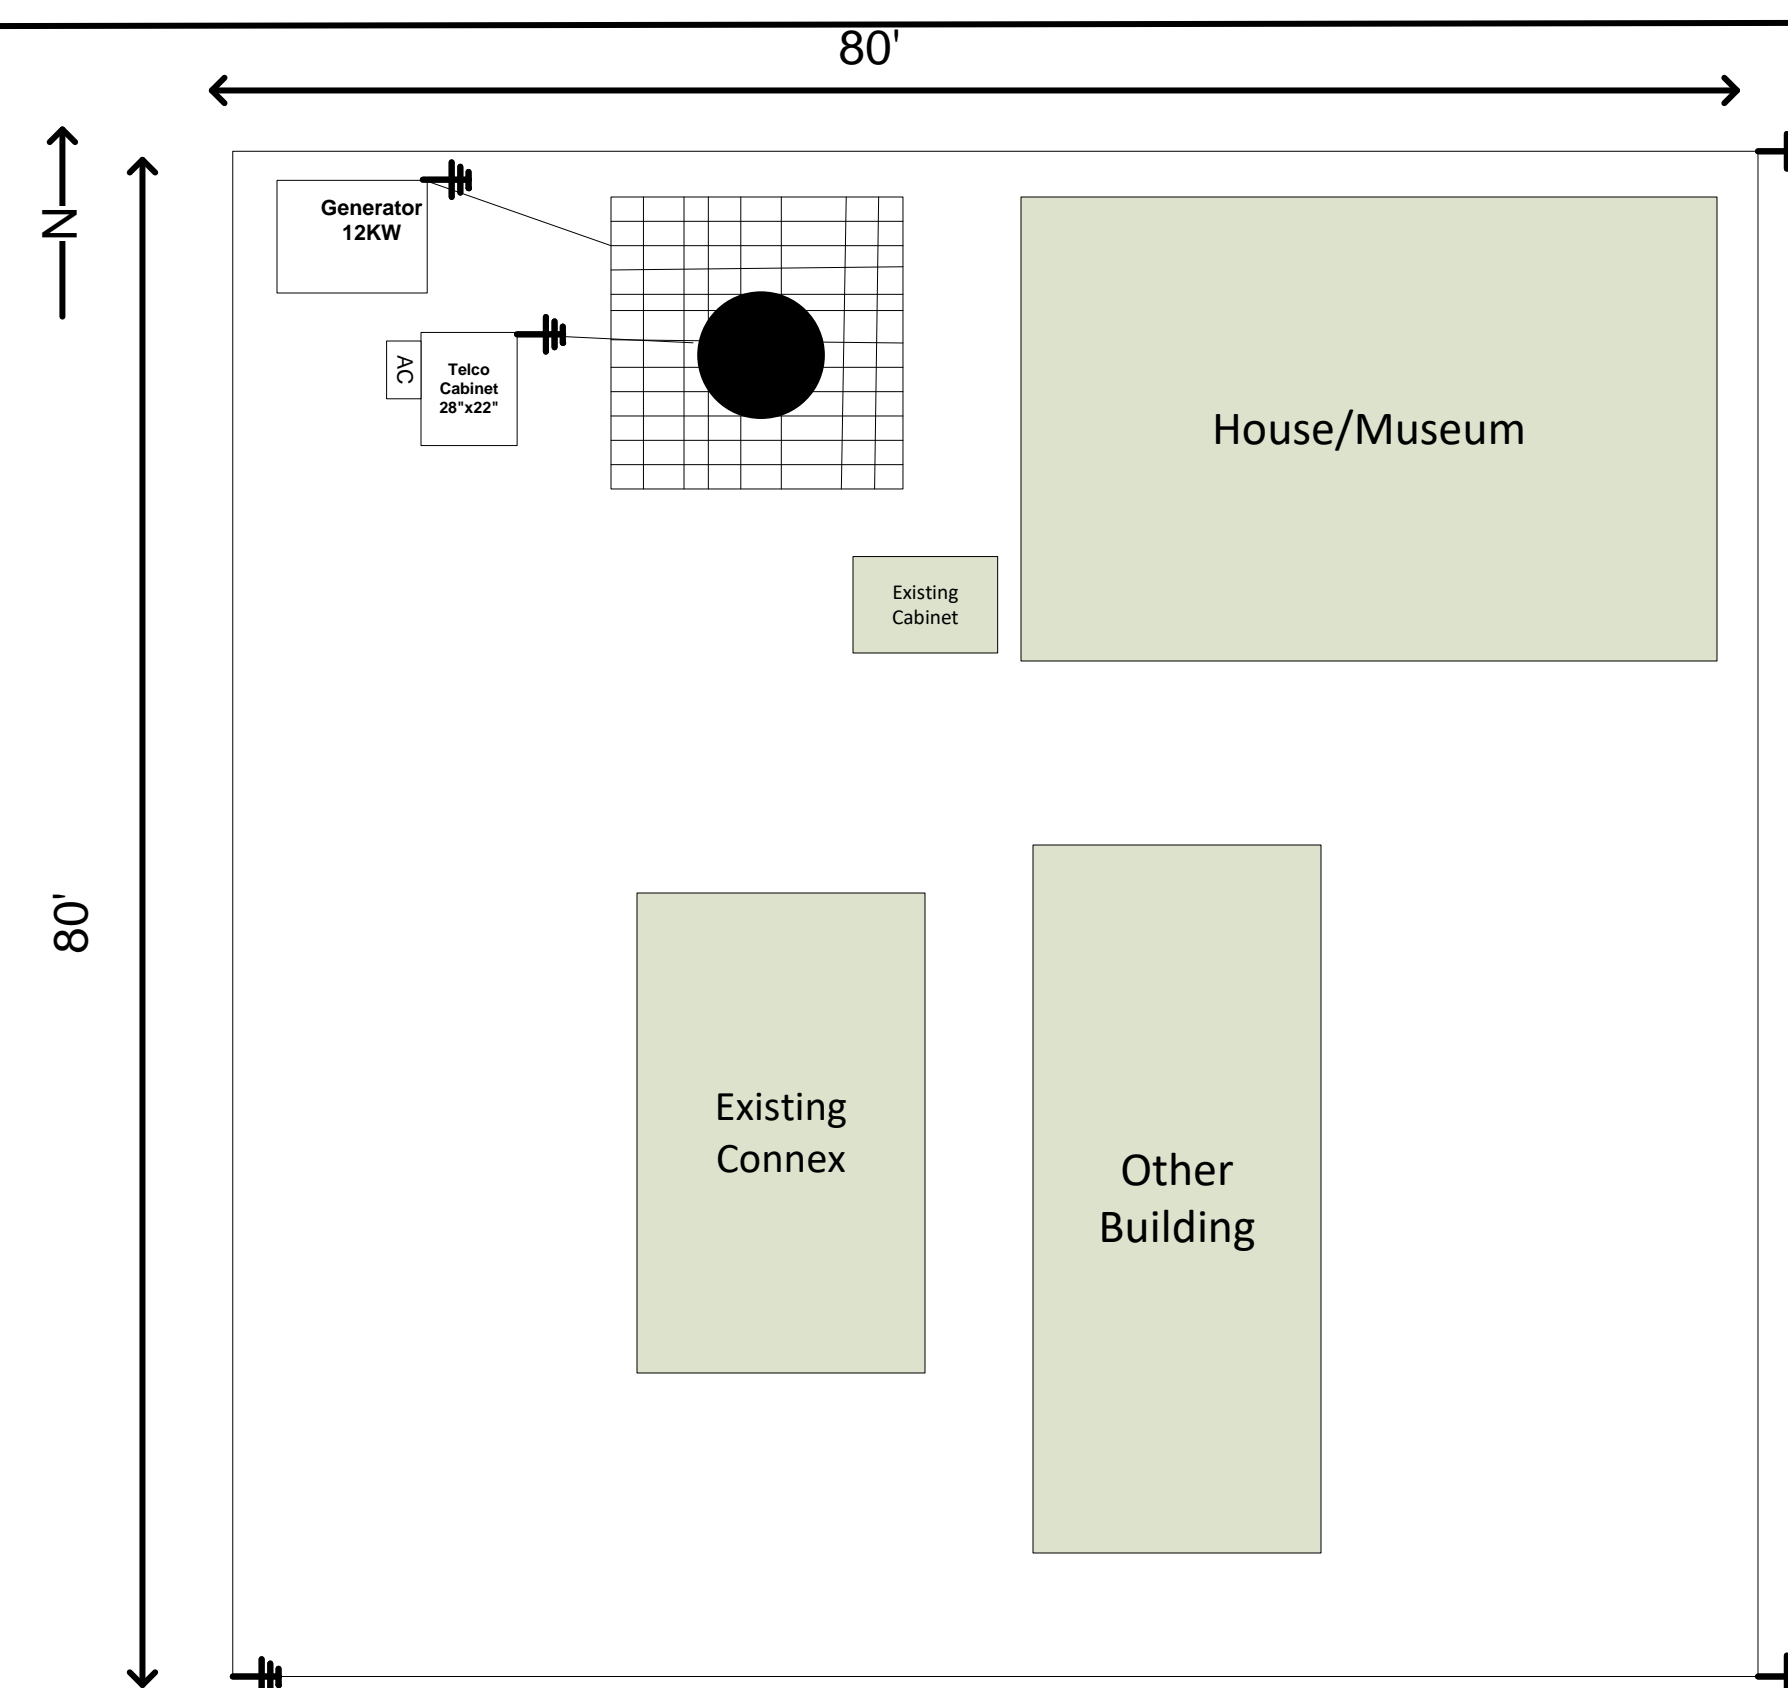 80'
N
Generator
12KW
AC
Telco
Cabinet
28"x22"
House/Museum
Existing
Cabinet
80'
Existing
Connex
Other
Building